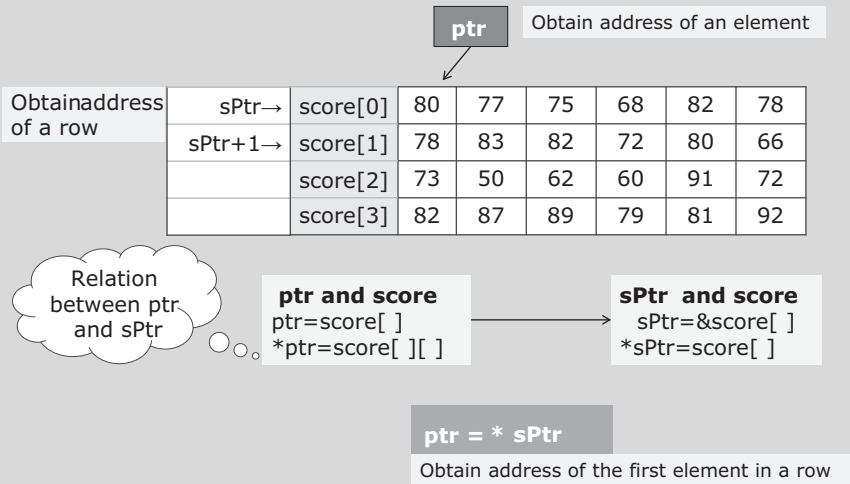 ptr
Obtain address of an element
Obtainaddress
of a row
sPtr→ score[0] 80 77 75 68 82 78
sPtr+1→ score[1] 78 83 82 72 80 66
score[2] 73 50 62 60 91 72
score[3] 82 87 89 79 81 92
Relation
between ptr
and sPtr
ptr and score
ptr=score[ ]
*ptr=score[ ][ ]
sPtr and score
sPtr=&score[ ]
*sPtr=score[ ]
ptr = * sPtr
Obtain address of the first element in a row